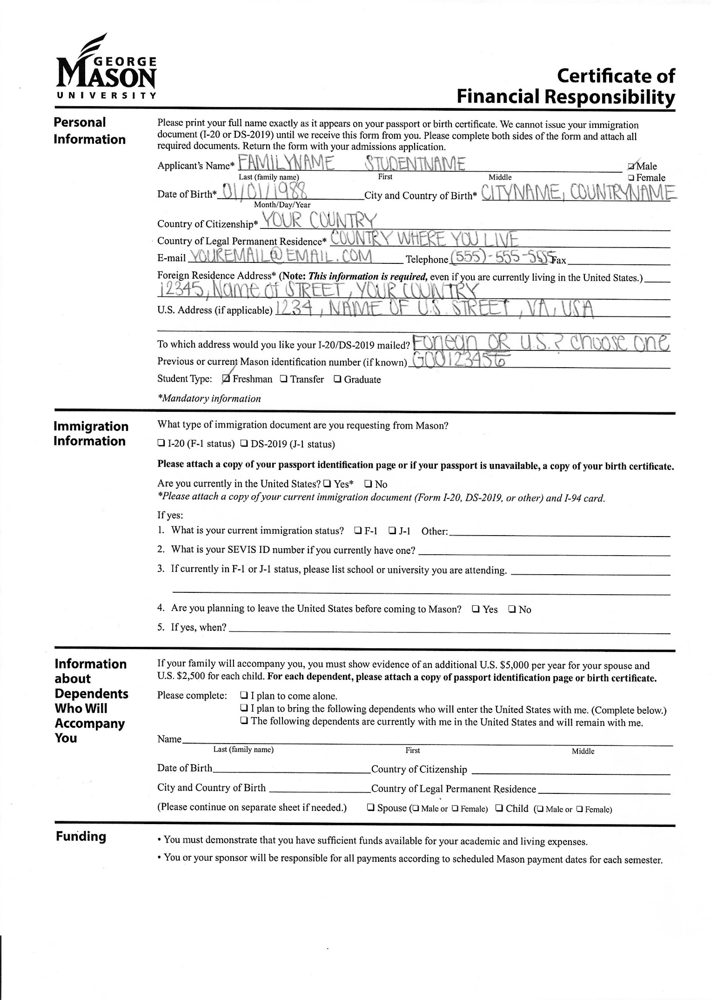 GEORGE
MASON
UNIVERSITY
Certificate of
Financial Responsibility
Personal
Information
Please print your full name exactly as it appears on your passport or birth certificate. We cannot issue your immigration
document (I-20 or DS-2019) until we receive this form from you. Please complete both sides of the form and attach all
required documents. Return the form with your admissions application.
Applicant's Name* FAMILYNAME STUDENTNAME ☑ Male
Last (family name) First Middle ❑ Female
Date of Birth* 01/01/1988 City and Country of Birth* CITYNAME, COUNTRYNAME
Month/Day/Year
Country of Citizenship* YOUR COUNTRY
Country of Legal Permanent Residence* COUNTRY WHERE YOU LIVE
E-mail YOUREMAIL@EMAIL.COM Telephone (555)-555-5555 Fax
Foreign Residence Address* (Note: This information is required, even if you are currently living in the United States.)
12345, Name of STREET, YOUR COUNTRY
U.S. Address (if applicable) 1234, NAME OF U.S. STREET, VA, USA
To which address would you like your I-20/DS-2019 mailed? Foriegn OR U.S.? choose one
Previous or current Mason identification number (if known) G00123456
Student Type: ☑ Freshman ❑ Transfer ❑ Graduate
*Mandatory information
Immigration
Information
What type of immigration document are you requesting from Mason?
❑ I-20 (F-1 status) ❑ DS-2019 (J-1 status)
Please attach a copy of your passport identification page or if your passport is unavailable, a copy of your birth certificate.
Are you currently in the United States? ❑ Yes* ❑ No
*Please attach a copy of your current immigration document (Form I-20, DS-2019, or other) and I-94 card.
If yes:
1. What is your current immigration status? ❑ F-1 ❑ J-1 Other:
2. What is your SEVIS ID number if you currently have one?
3. If currently in F-1 or J-1 status, please list school or university you are attending.
4. Are you planning to leave the United States before coming to Mason? ❑ Yes ❑ No
5. If yes, when?
Information
about
Dependents
Who Will
Accompany
You
If your family will accompany you, you must show evidence of an additional U.S. $5,000 per year for your spouse and
U.S. $2,500 for each child. For each dependent, please attach a copy of passport identification page or birth certificate.
Please complete: ❑ I plan to come alone.
❑ I plan to bring the following dependents who will enter the United States with me. (Complete below.)
❑ The following dependents are currently with me in the United States and will remain with me.
Name
Last (family name) First Middle
Date of Birth Country of Citizenship
City and Country of Birth Country of Legal Permanent Residence
(Please continue on separate sheet if needed.) ❑ Spouse (❑ Male or ❑ Female) ❑ Child (❑ Male or ❑ Female)
Funding
• You must demonstrate that you have sufficient funds available for your academic and living expenses.
• You or your sponsor will be responsible for all payments according to scheduled Mason payment dates for each semester.